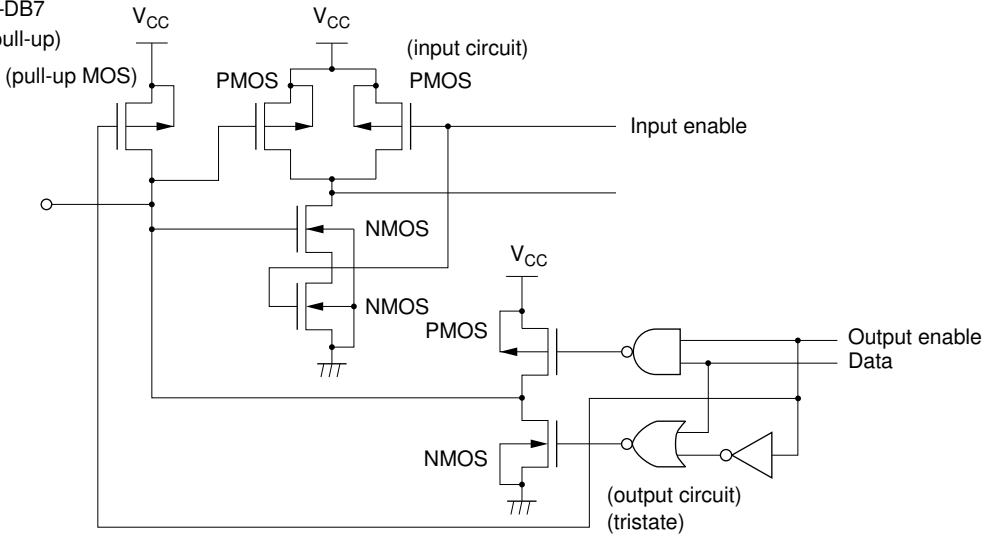 -DB7
ull-up)
(pull-up MOS)
VCC
VCC
(input circuit)
PMOS
PMOS
Input enable
NMOS
NMOS
VCC
PMOS
Output enable
Data
NMOS
(output circuit)
(tristate)